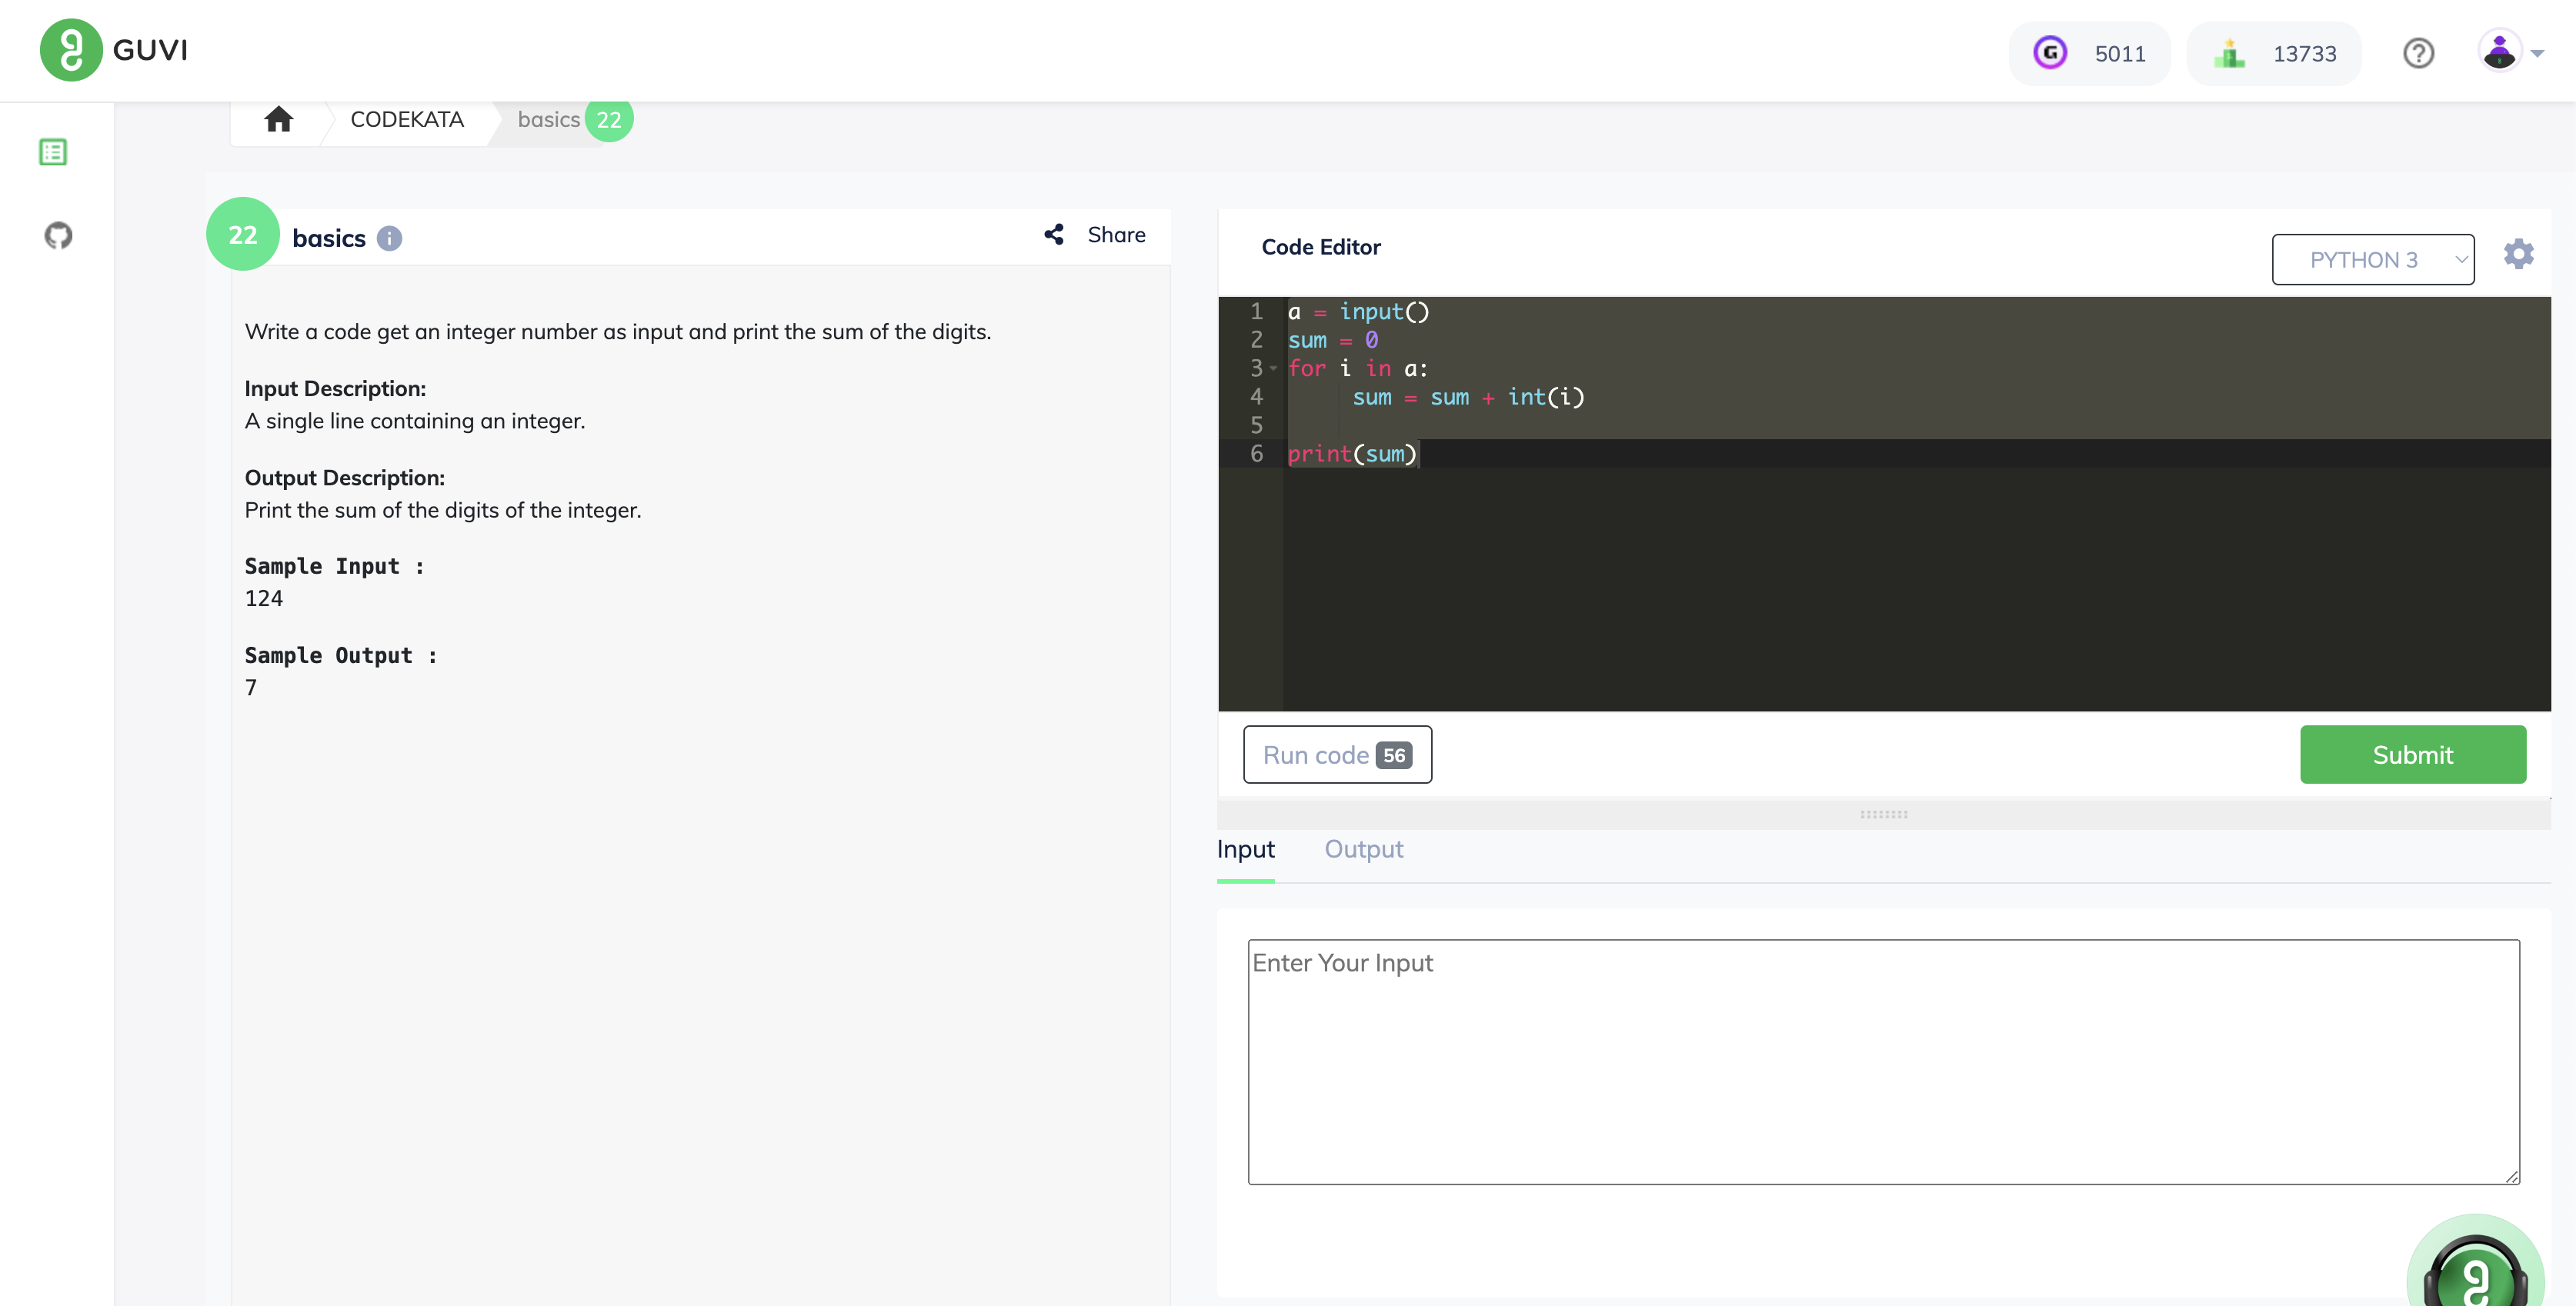 GUVI
5011
13733
CODEKATA
basics 22
22 basics
Share
Write a code get an integer number as input and print the sum of the digits.
Input Description:
A single line containing an integer.
Output Description:
Print the sum of the digits of the integer.
Sample Input :
124
Sample Output :
7
Code Editor
PYTHON 3
1 a = input()
2 sum = 0
3 for i in a:
4 sum = sum + int(i)
5
6 print(sum)
Run code 56
Submit
Input
Output
Enter Your Input